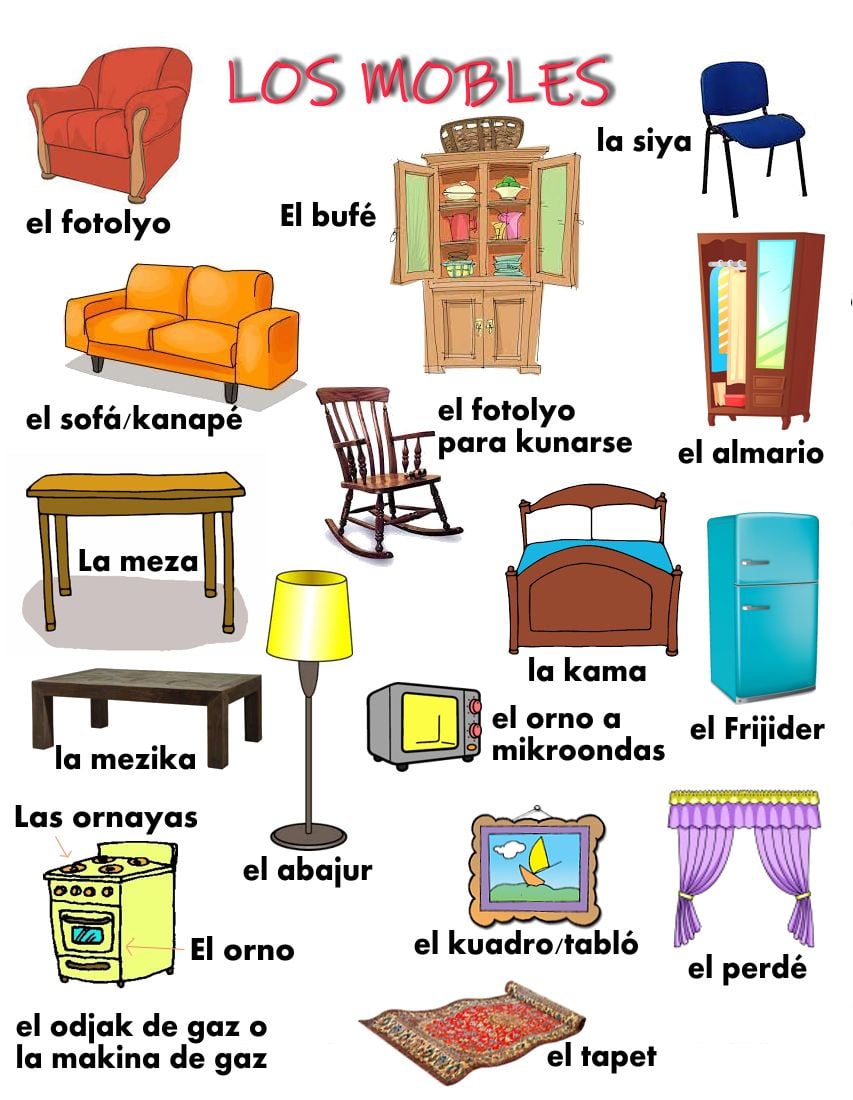 LOS MOBLES
la siya
el fotolyo
El bufé
el sofá/kanapé
el fotolyo
para kunarse
el almario
La meza
la kama
el orno a
mikroondas
el Frijider
la mezika
Las ornayas
el abajur
El orno
el kuadro/tabló
el perdé
el odjak de gaz o
la makina de gaz
el tapet